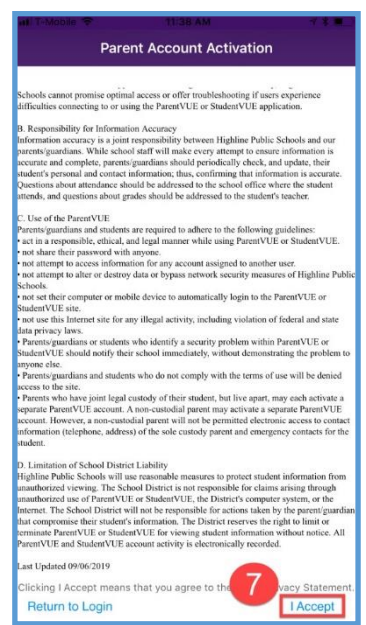 T-Mobile 11:38 AM
Parent Account Activation
Schools cannot promise optimal access or offer troubleshooting if users experience
difficulties connecting to or using the ParentVUE or StudentVUE application.
B. Responsibility for Information Accuracy
Information accuracy is a joint responsibility between Highline Public Schools and our
parents/guardians. While school staff will make every attempt to ensure information is
accurate and complete, parents/guardians should periodically check, and update, their
student's personal and contact information; thus, confirming that information is accurate.
Questions about attendance should be addressed to the school office where the student
attends, and questions about grades should be addressed to the student's teacher.
C. Use of the ParentVUE
Parents/guardians and students are required to adhere to the following guidelines:
• act in a responsible, ethical, and legal manner while using ParentVUE or StudentVUE.
• not share their password with anyone.
• not attempt to access information for any account assigned to another user.
• not attempt to alter or destroy data or bypass network security measures of Highline Public
Schools.
• not set their computer or mobile device to automatically login to the ParentVUE or
StudentVUE site.
• not use this Internet site for any illegal activity, including violation of federal and state
data privacy laws.
• Parents/guardians or students who identify a security problem within ParentVUE or
StudentVUE should notify their school immediately, without demonstrating the problem to
anyone else.
• Parents/guardians and students who do not comply with the terms of use will be denied
access to the site.
• Parents who have joint legal custody of their student, but live apart, may each activate a
separate ParentVUE account. A non-custodial parent may activate a separate ParentVUE
account. However, a non-custodial parent will not be permitted electronic access to contact
information (telephone, address) of the sole custody parent and emergency contacts for the
student.
D. Limitation of School District Liability
Highline Public Schools will use reasonable measures to protect student information from
unauthorized viewing. The School District is not responsible for claims arising through
unauthorized use of ParentVUE or StudentVUE, the District's computer system, or the
Internet. The School District will not be responsible for actions taken by the parent/guardian
that compromise their student's information. The District reserves the right to limit or
terminate ParentVUE or StudentVUE for viewing student information without notice. All
ParentVUE and StudentVUE account activity is electronically recorded.
Last Updated 09/06/2019
Clicking I Accept means that you agree to the vacy Statement.
7
Return to Login I Accept